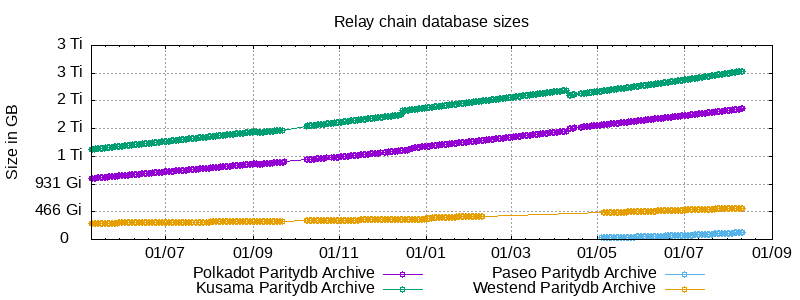 Relay chain database sizes
Size in GB
3 Ti
3 Ti
2 Ti
2 Ti
1 Ti
931 Gi
466 Gi
0
01/07 01/09 01/11 01/01 01/03 01/05 01/07 01/09
Polkadot Paritydb Archive Paseo Paritydb Archive
Kusama Paritydb Archive Westend Paritydb Archive